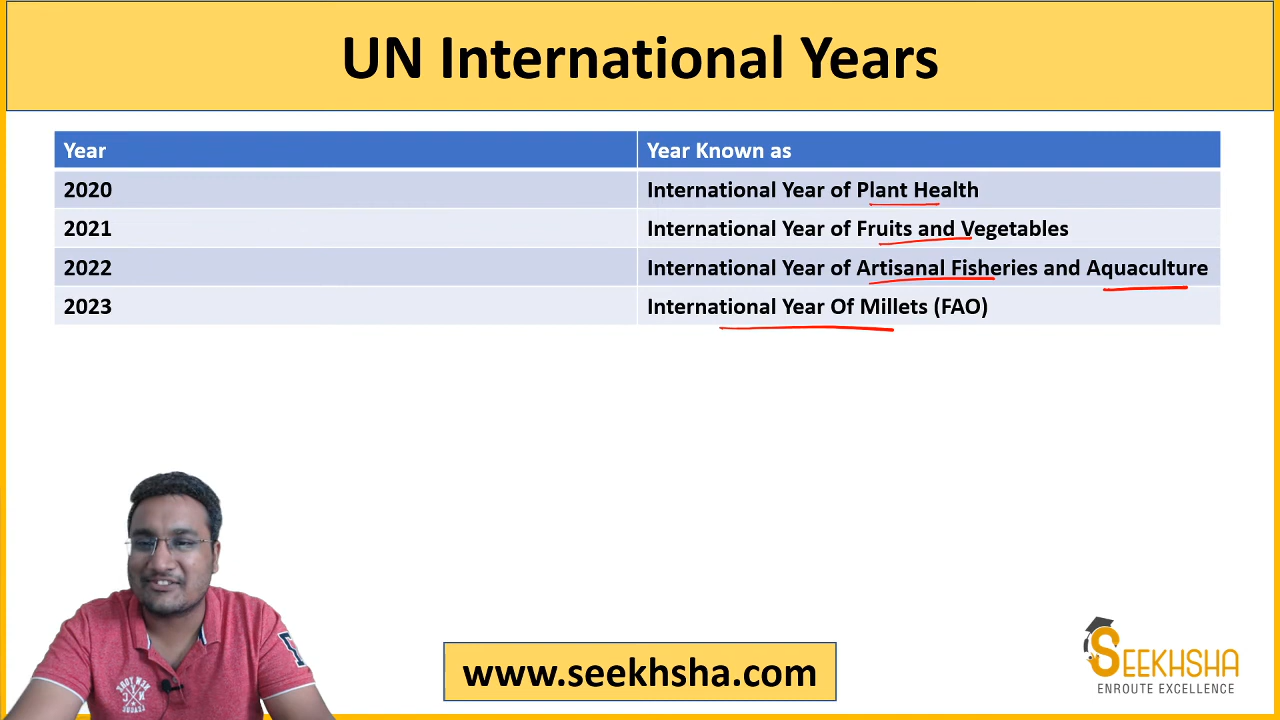 UN International Years
Year Year Known as
2020 International Year of Plant Health
2021 International Year of Fruits and Vegetables
2022 International Year of Artisanal Fisheries and Aquaculture
2023 International Year Of Millets (FAO)
www.seekhsha.com
SEEKHSHA
ENROUTE EXCELLENCE